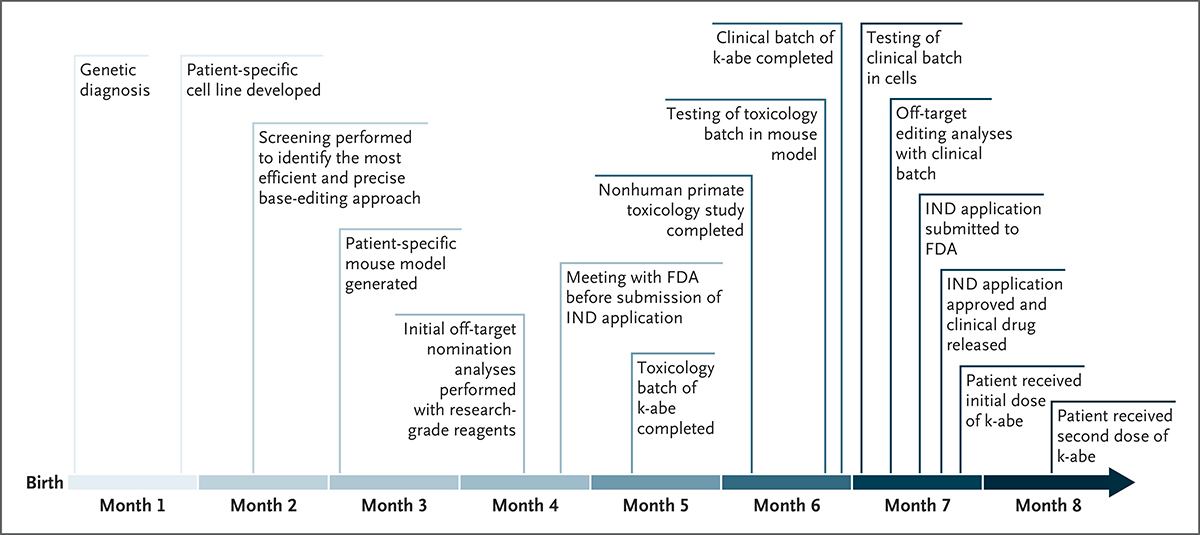 Genetic
diagnosis
Patient-specific
cell line developed
Screening performed
to identify the most
efficient and precise
base-editing approach
Patient-specific
mouse model
generated
Initial off-target
nomination
analyses
performed
with research-
grade reagents
Meeting with FDA
before submission of
IND application
Toxicology
batch of
k-abe
completed
Nonhuman primate
toxicology study
completed
Testing of toxicology
batch in mouse
model
Clinical batch of
k-abe completed
Testing of
clinical batch
in cells
Off-target
editing analyses
with clinical
batch
IND application
submitted to
FDA
IND application
approved and
clinical drug
released
Patient received
initial dose
of k-abe
Patient received
second dose of
k-abe
Birth
Month 1 Month 2 Month 3 Month 4 Month 5 Month 6 Month 7 Month 8